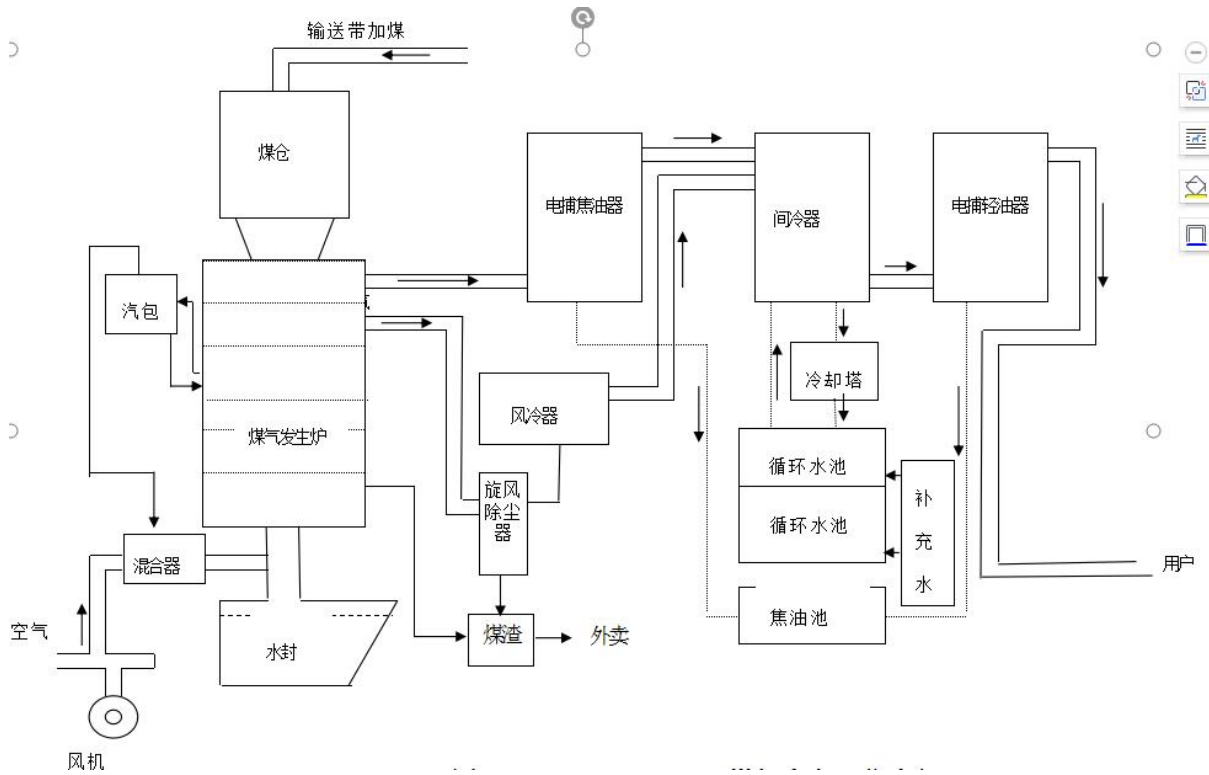 输送带加煤
煤仓
电捕焦油器
间冷器
电捕轻油器
汽包
冷却塔
风冷器
煤气发生炉
循环水池
旋风
除尘
器
补
充
水
循环水池
混合器
用户
焦油池
空气
煤渣
外卖
水封
风机